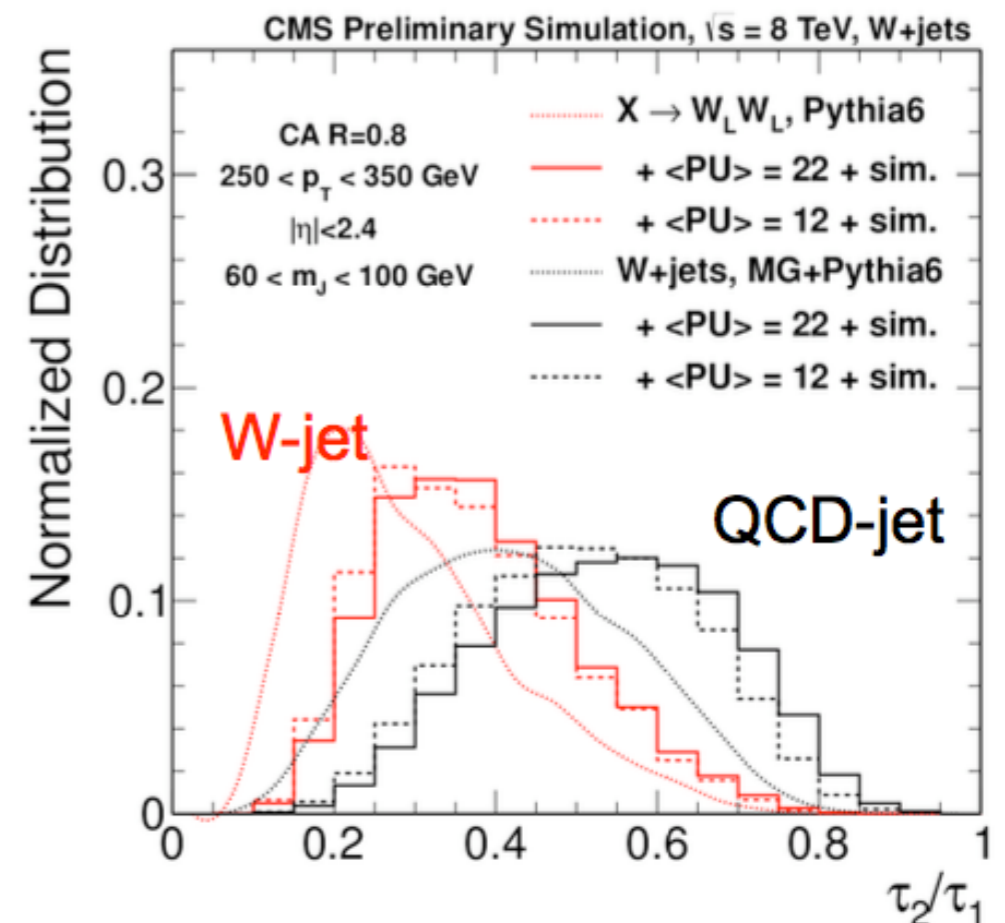 CMS Preliminary Simulation, √s = 8 TeV, W+jets
Normalized Distribution
0.3
0.2
0.1
0
CA R=0.8
250 < p_T < 350 GeV
|η|<2.4
60 < m_J < 100 GeV
X → W_L W_L, Pythia6
+ <PU> = 22 + sim.
+ <PU> = 12 + sim.
W+jets, MG+Pythia6
+ <PU> = 22 + sim.
+ <PU> = 12 + sim.
W-jet
QCD-jet
0 0.2 0.4 0.6 0.8 1
τ₂/τ₁